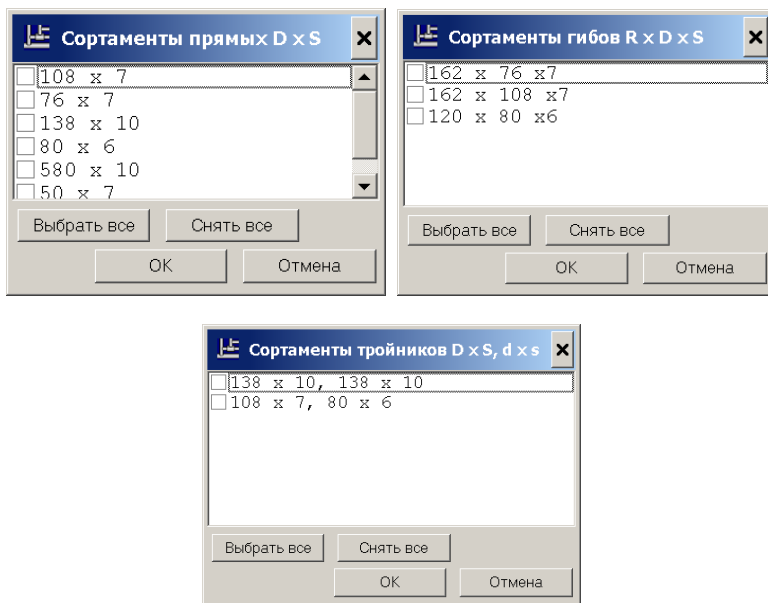 Сортаменты прямых D x S
108 x 7
76 x 7
138 x 10
80 x 6
580 x 10
50 x 7
Выбрать все Снять все
OK Отмена
Сортаменты гибов R x D x S
162 x 76 x7
162 x 108 x7
120 x 80 x6
Выбрать все Снять все
OK Отмена
Сортаменты тройников D x S, d x s
138 x 10, 138 x 10
108 x 7, 80 x 6
Выбрать все Снять все
OK Отмена